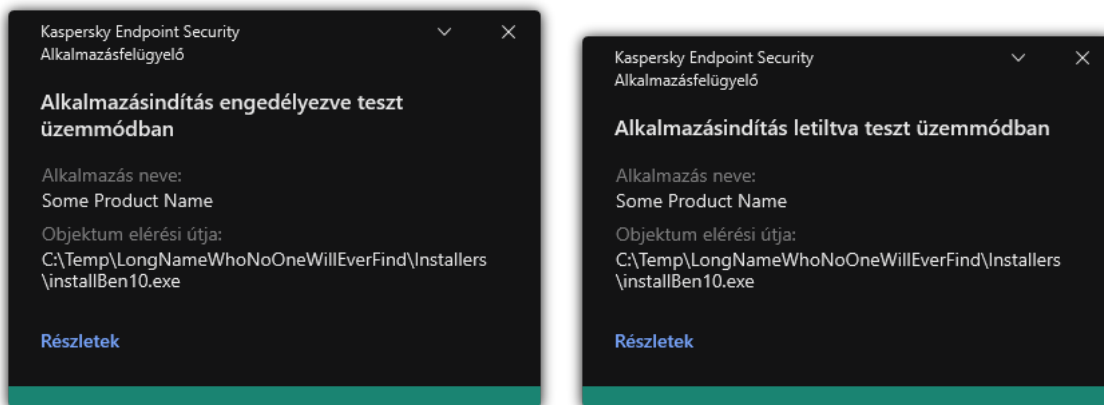 Kaspersky Endpoint Security
Alkalmazásfelügyelő
Alkalmazásindítás engedélyezve teszt
üzemmódban
Alkalmazás neve:
Some Product Name
Objektum elérési útja:
C:\Temp\LongNameWhoNoOneWillEverFind\Installers
\installBen10.exe
Részletek
Kaspersky Endpoint Security
Alkalmazásfelügyelő
Alkalmazásindítás letiltva teszt üzemmódban
Alkalmazás neve:
Some Product Name
Objektum elérési útja:
C:\Temp\LongNameWhoNoOneWillEverFind\Installers
\installBen10.exe
Részletek